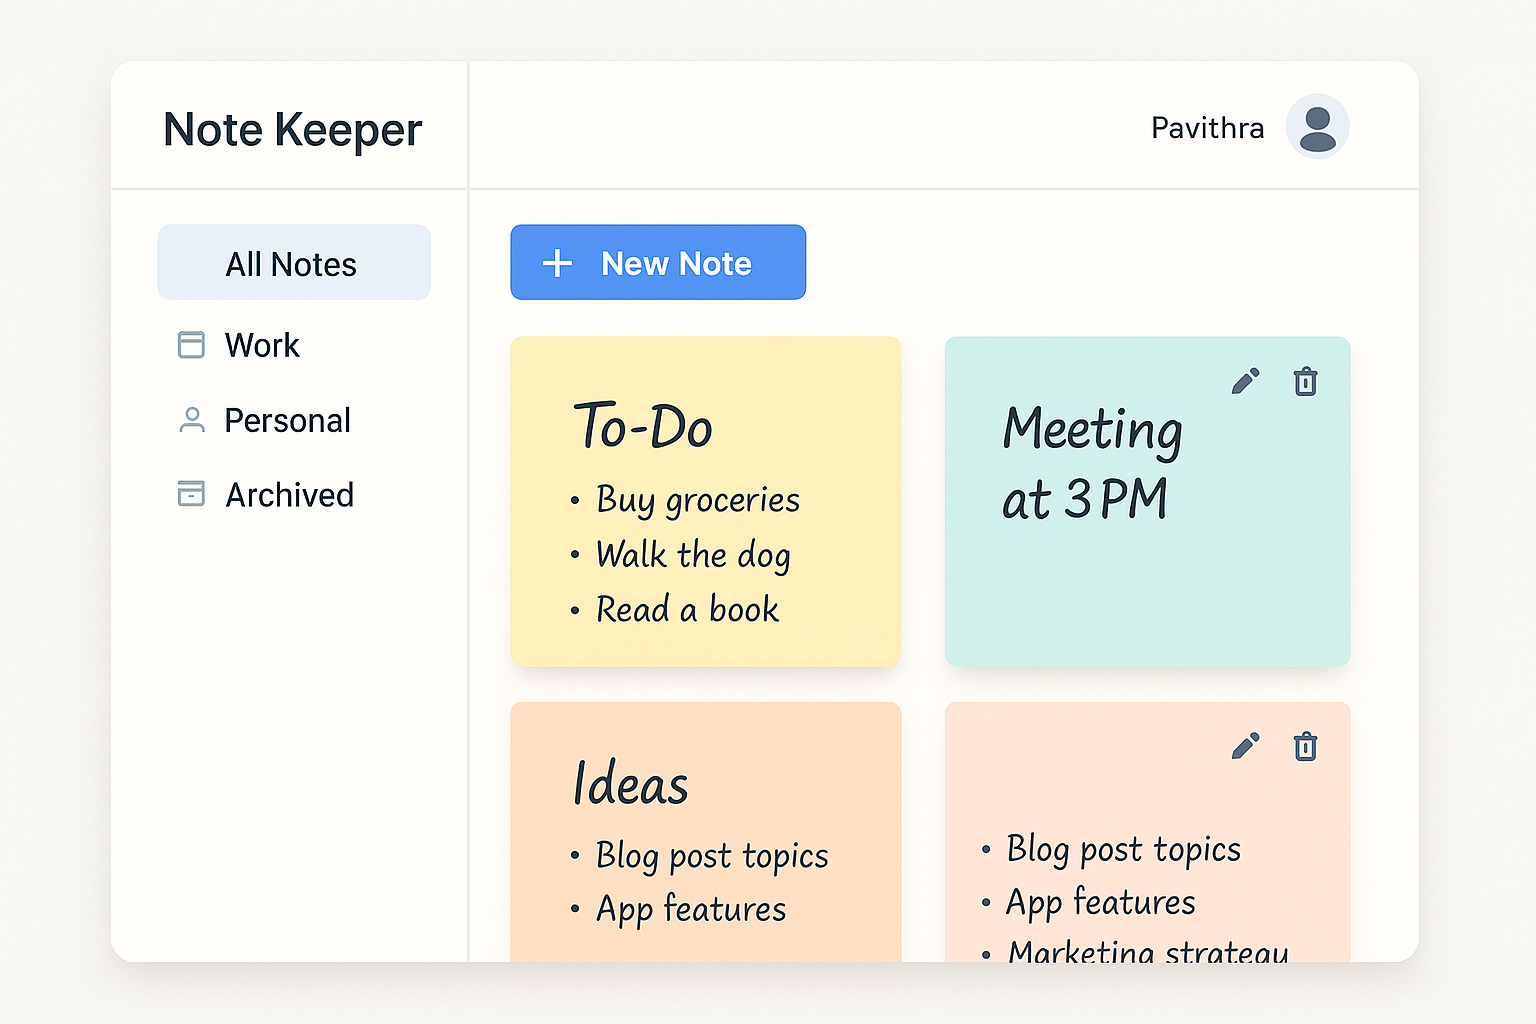 Note Keeper
Pavithra
All Notes
Work
Personal
Archived
+ New Note
To-Do
• Buy groceries
• Walk the dog
• Read a book
Meeting
at 3 PM
Ideas
• Blog post topics
• App features
• Blog post topics
• App features
• Marketing strategy